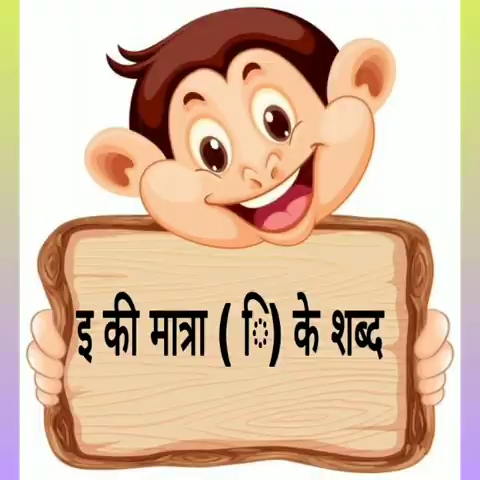 इ की मात्रा ( ि) के शब्द